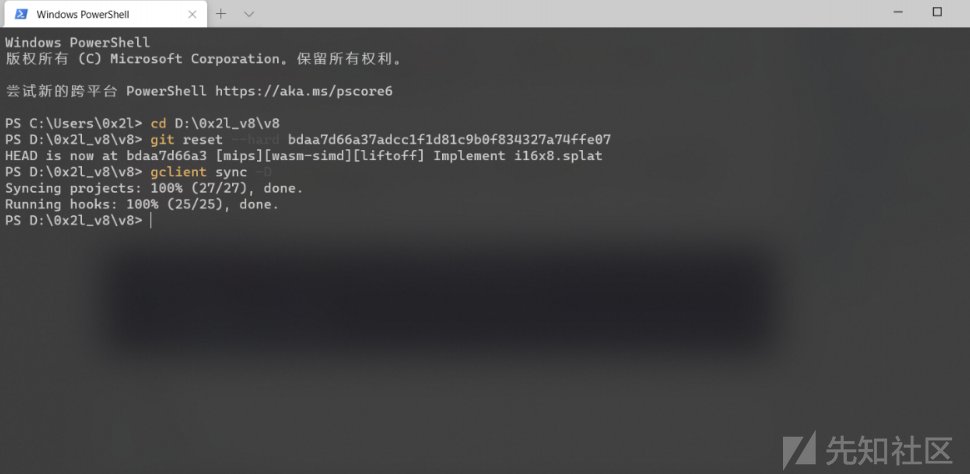 Windows PowerShell
Windows PowerShell
版权所有 (C) Microsoft Corporation。保留所有权利。
尝试新的跨平台 PowerShell https://aka.ms/pscore6
PS C:\Users\0x2l> cd D:\0x2l_v8\v8
PS D:\0x2l_v8\v8> git reset --hard bdaa7d66a37adcc1f1d81c9b0f834327a74ffe07
HEAD is now at bdaa7d66a3 [mips][wasm-simd][liftoff] Implement i16x8.splat
PS D:\0x2l_v8\v8> gclient sync -D
Syncing projects: 100% (27/27), done.
Running hooks: 100% (25/25), done.
PS D:\0x2l_v8\v8>
先知社区